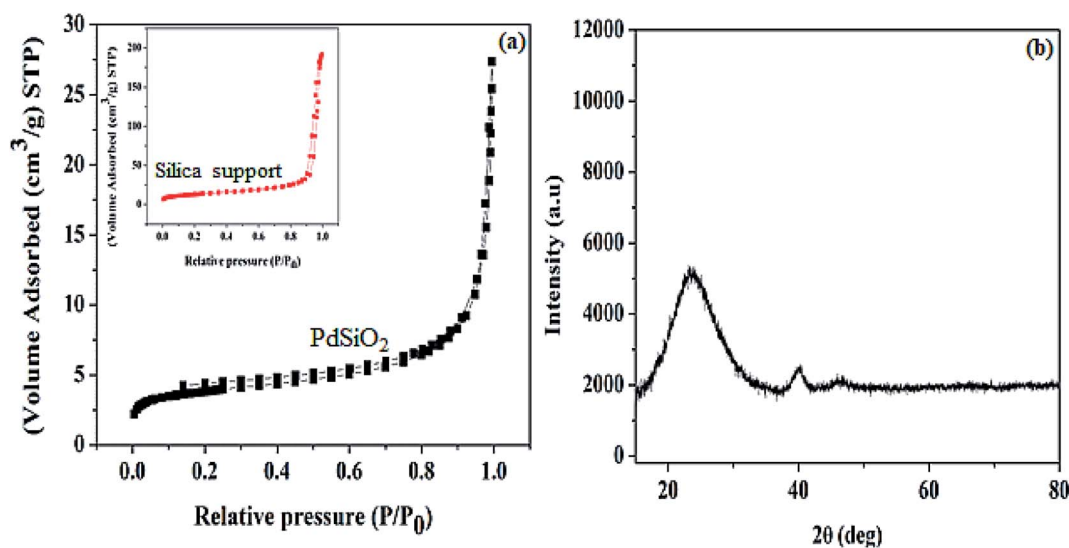 (a)
(Volume Adsorbed (cm³/g) STP)
30
25
20
15
10
5
0
0.0 0.2 0.4 0.6 0.8 1.0
Relative pressure (P/P₀)
PdSiO₂
(Volume Adsorbed (cm³/g) STP)
200
150
100
50
0
0.0 0.2 0.4 0.6 0.8 1.0
Relative pressure (P/P₀)
Silica support
(b)
Intensity (a.u)
12000
10000
8000
6000
4000
2000
0
20 40 60 80
2θ (deg)